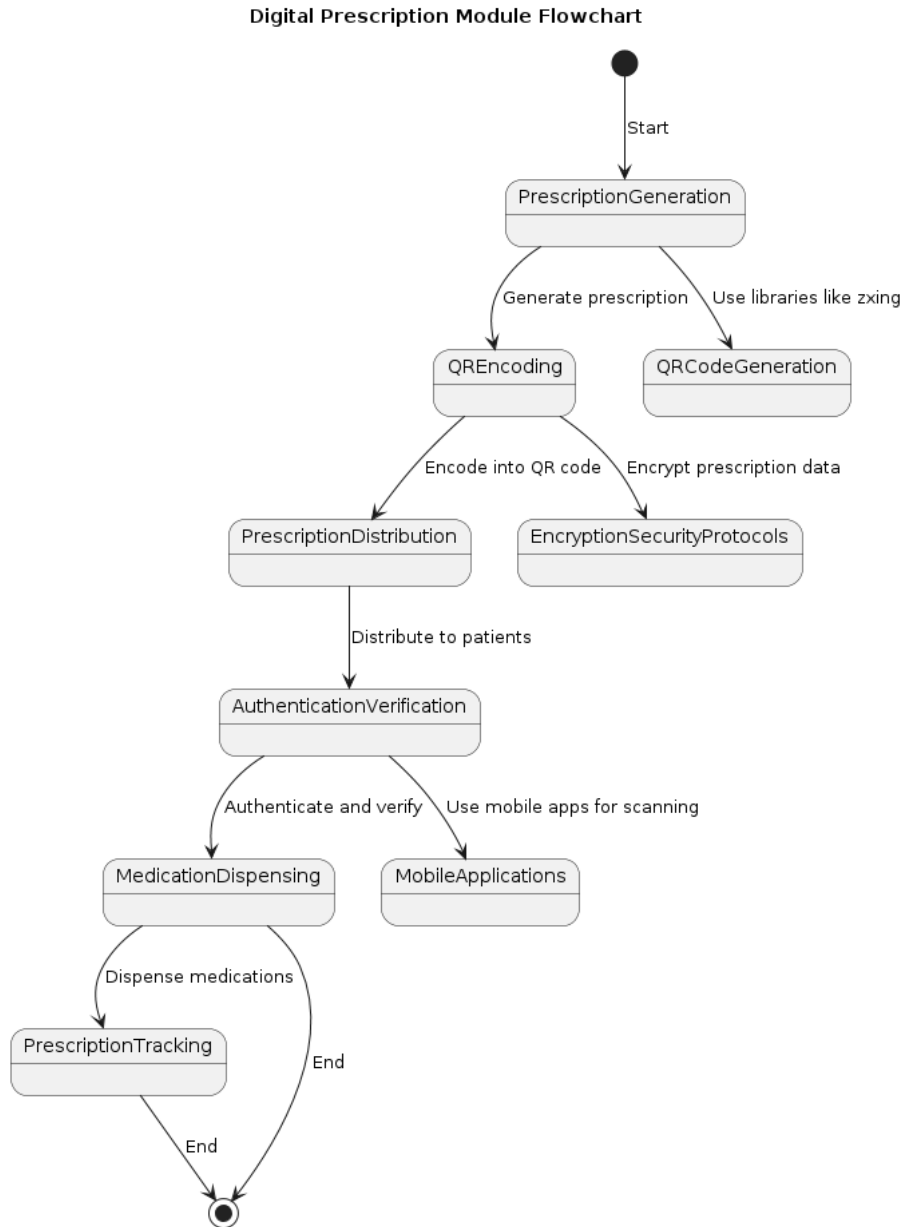 Digital Prescription Module Flowchart
Start
PrescriptionGeneration
Generate prescription
Use libraries like zxing
QREncoding
QRCodeGeneration
Encode into QR code
Encrypt prescription data
PrescriptionDistribution
EncryptionSecurityProtocols
Distribute to patients
AuthenticationVerification
Authenticate and verify
Use mobile apps for scanning
MedicationDispensing
MobileApplications
Dispense medications
PrescriptionTracking
End
End